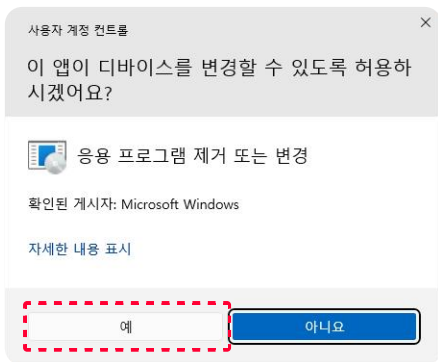 사용자 계정 컨트롤
이 앱이 디바이스를 변경할 수 있도록 허용하
시겠어요?
응용 프로그램 제거 또는 변경
확인된 게시자: Microsoft Windows
자세한 내용 표시
예
아니요